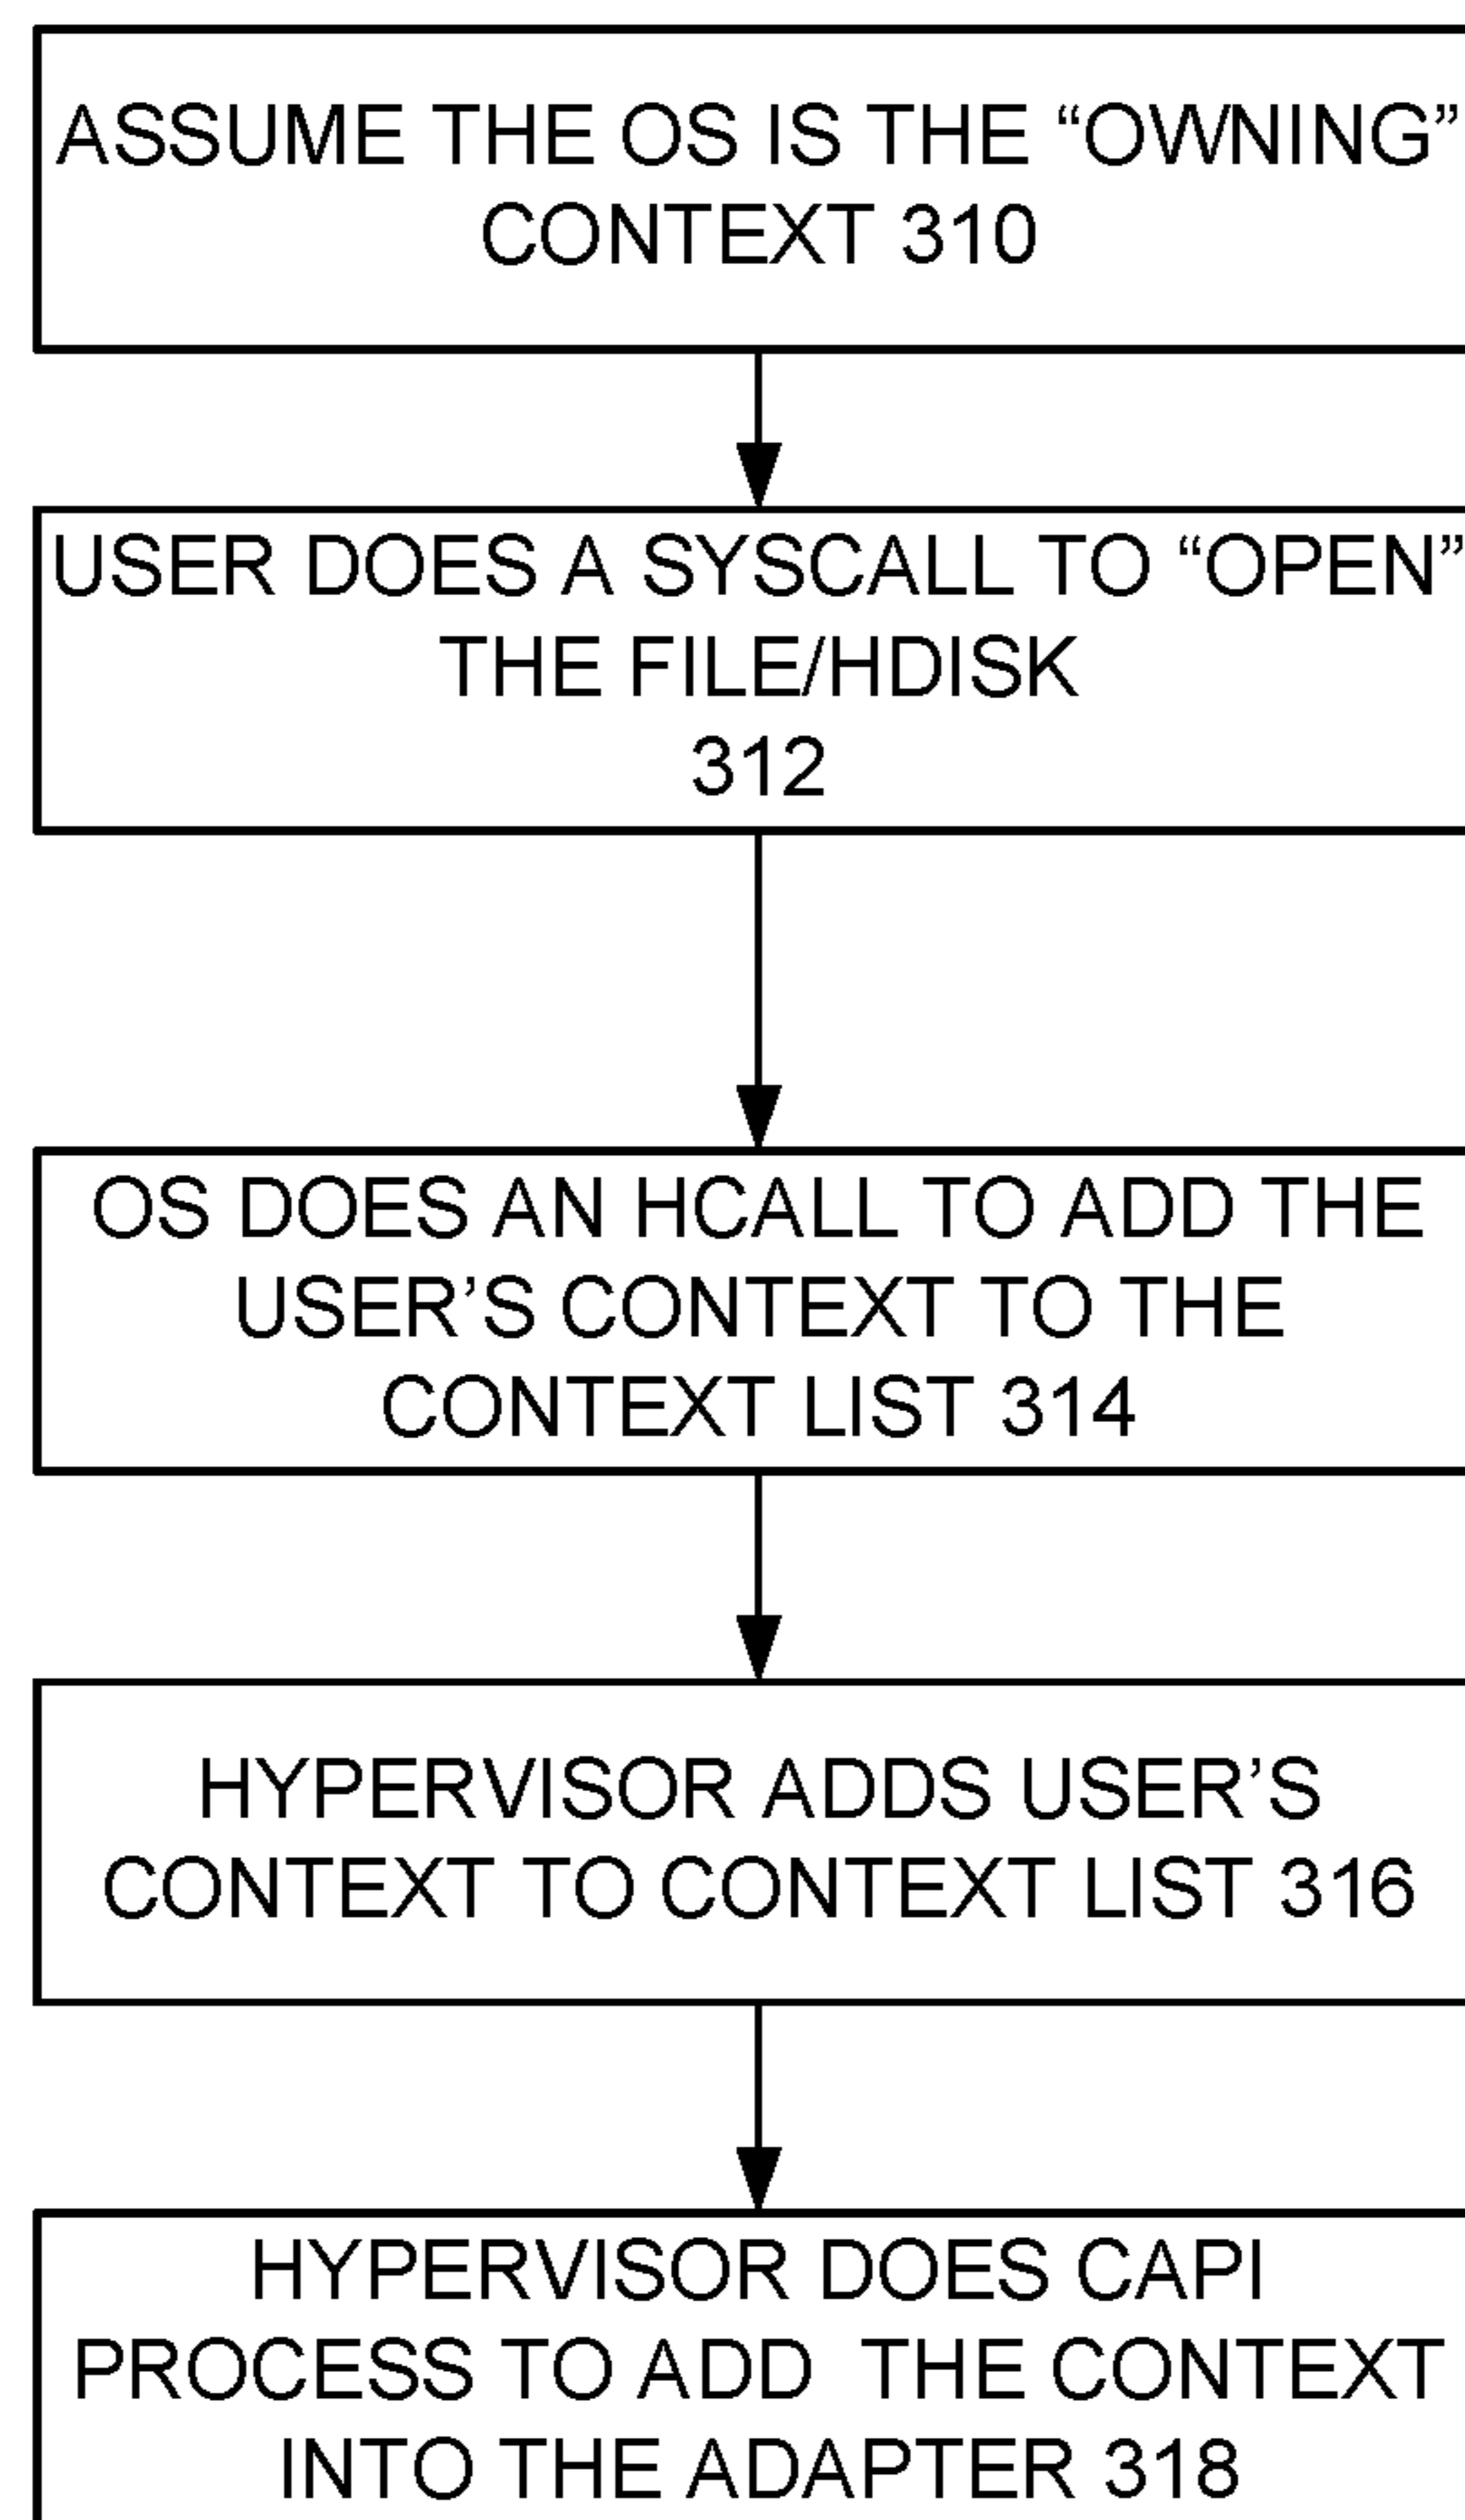 ASSUME THE OS IS THE “OWNING”
CONTEXT 310
USER DOES A SYSCALL TO “OPEN”
THE FILE/HDISK
312
OS DOES AN HCALL TO ADD THE
USER’S CONTEXT TO THE
CONTEXT LIST 314
HYPERVISOR ADDS USER’S
CONTEXT TO CONTEXT LIST 316
HYPERVISOR DOES CAPI
PROCESS TO ADD THE CONTEXT
INTO THE ADAPTER 318